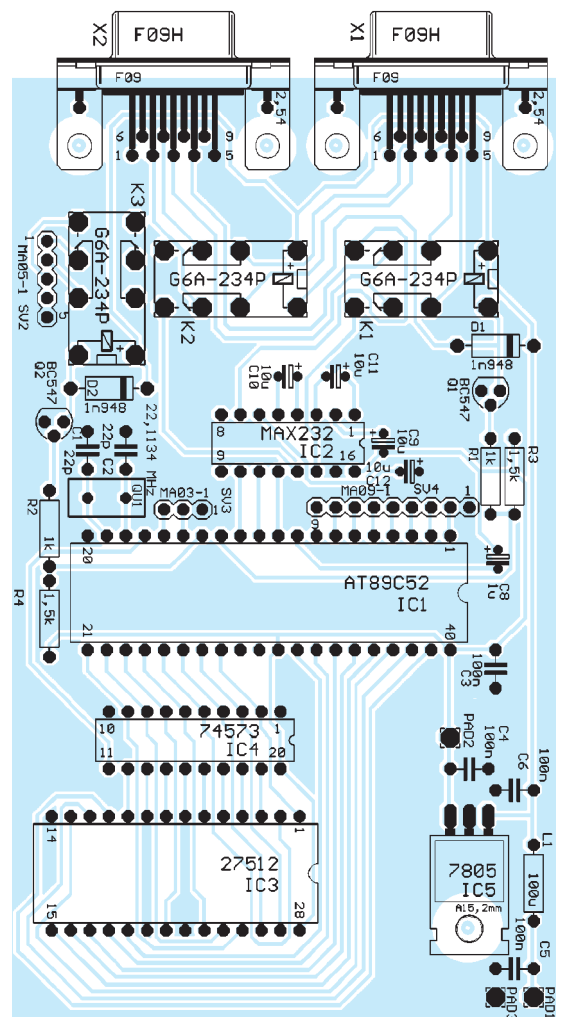 X2
F09H
X1
F09H
F09
F09
2,54
2,54
6
9
1
5
6
9
1
5
K3
G6A-234P
1
MA05-1 SV2
5
G6A-234P
K2
G6A-234P
K1
D1
1n948
BC547
Q2
D2
1n948
C10
10u
C11
10u
BC547
Q1
22p
C1
22p
C2
22,1134 MHz
8
MAX232
1
IC2
9
16
C9
10u
10u
C12
R1
1k
1,5k
R3
QU1
MA03-1
1
SV3
MA09-1
SV4
1
9
R2
1k
20
1
AT89C52
IC1
21
40
C8
1u
R4
1,5k
100n
C3
10
74573
1
IC4
11
20
PAD2
C4
100n
C6
100n
14
1
27512
IC3
15
28
7805
IC5
A15,2mm
L1
100u
100n
C5
PAD3
PAD1